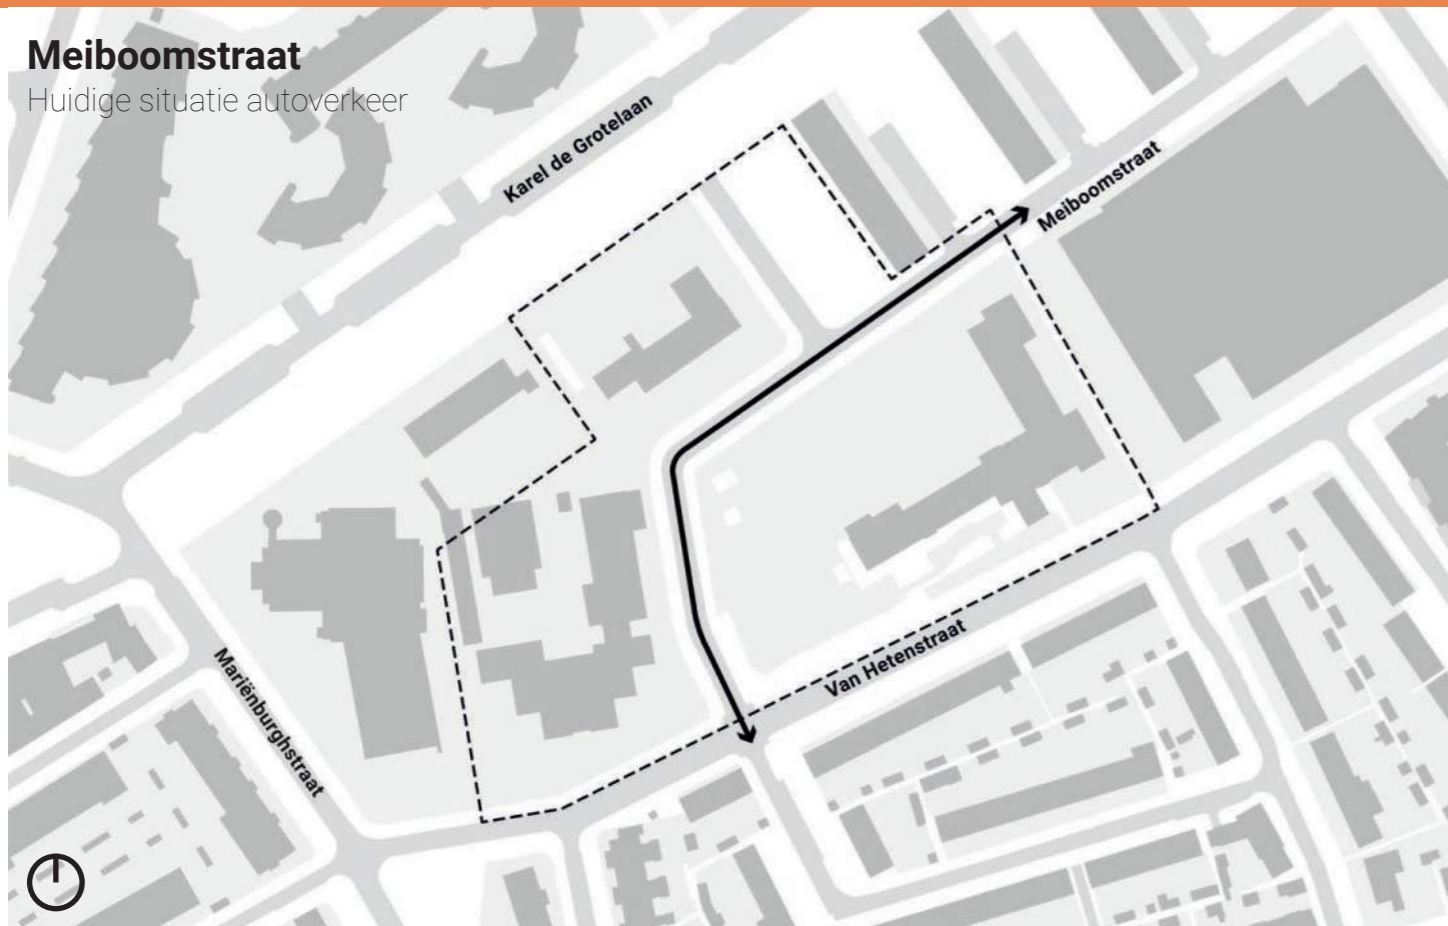 Meiboomstraat
Huidige situatie autoverkeer
Karel de Grotelaan
Meiboomstraat
Van Hetenstraat
Mariënburghstraat